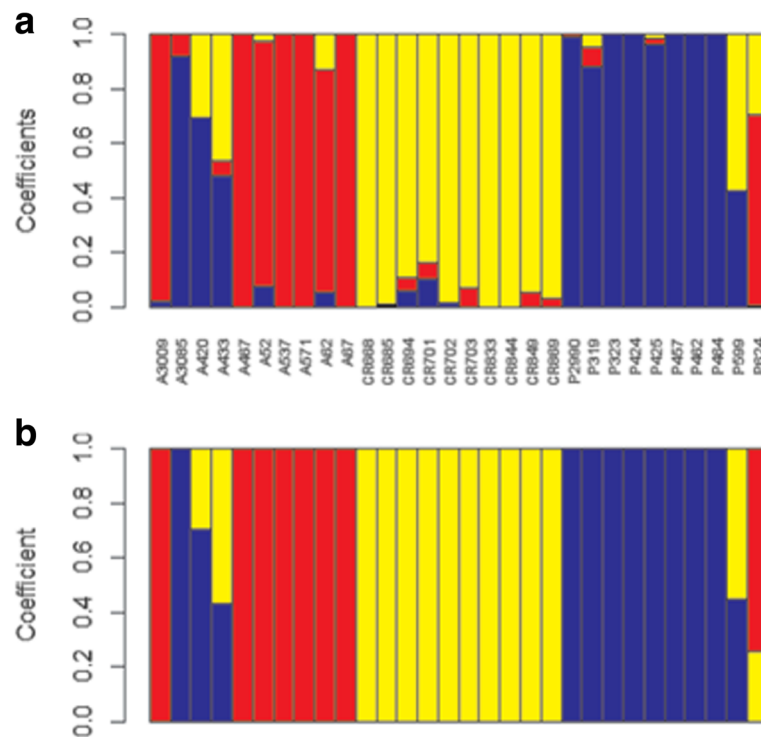 a
Coefficients
1.0
0.8
0.6
0.4
0.2
0.0
A3009
A3085
A420
A433
A467
A52
A537
A571
A62
A67
CR668
CR685
CR694
CR701
CR702
CR703
CR833
CR844
CR849
CR869
P2990
P319
P323
P424
P425
P457
P462
P464
P599
b
Coefficient
1.0
0.8
0.6
0.4
0.2
0.0